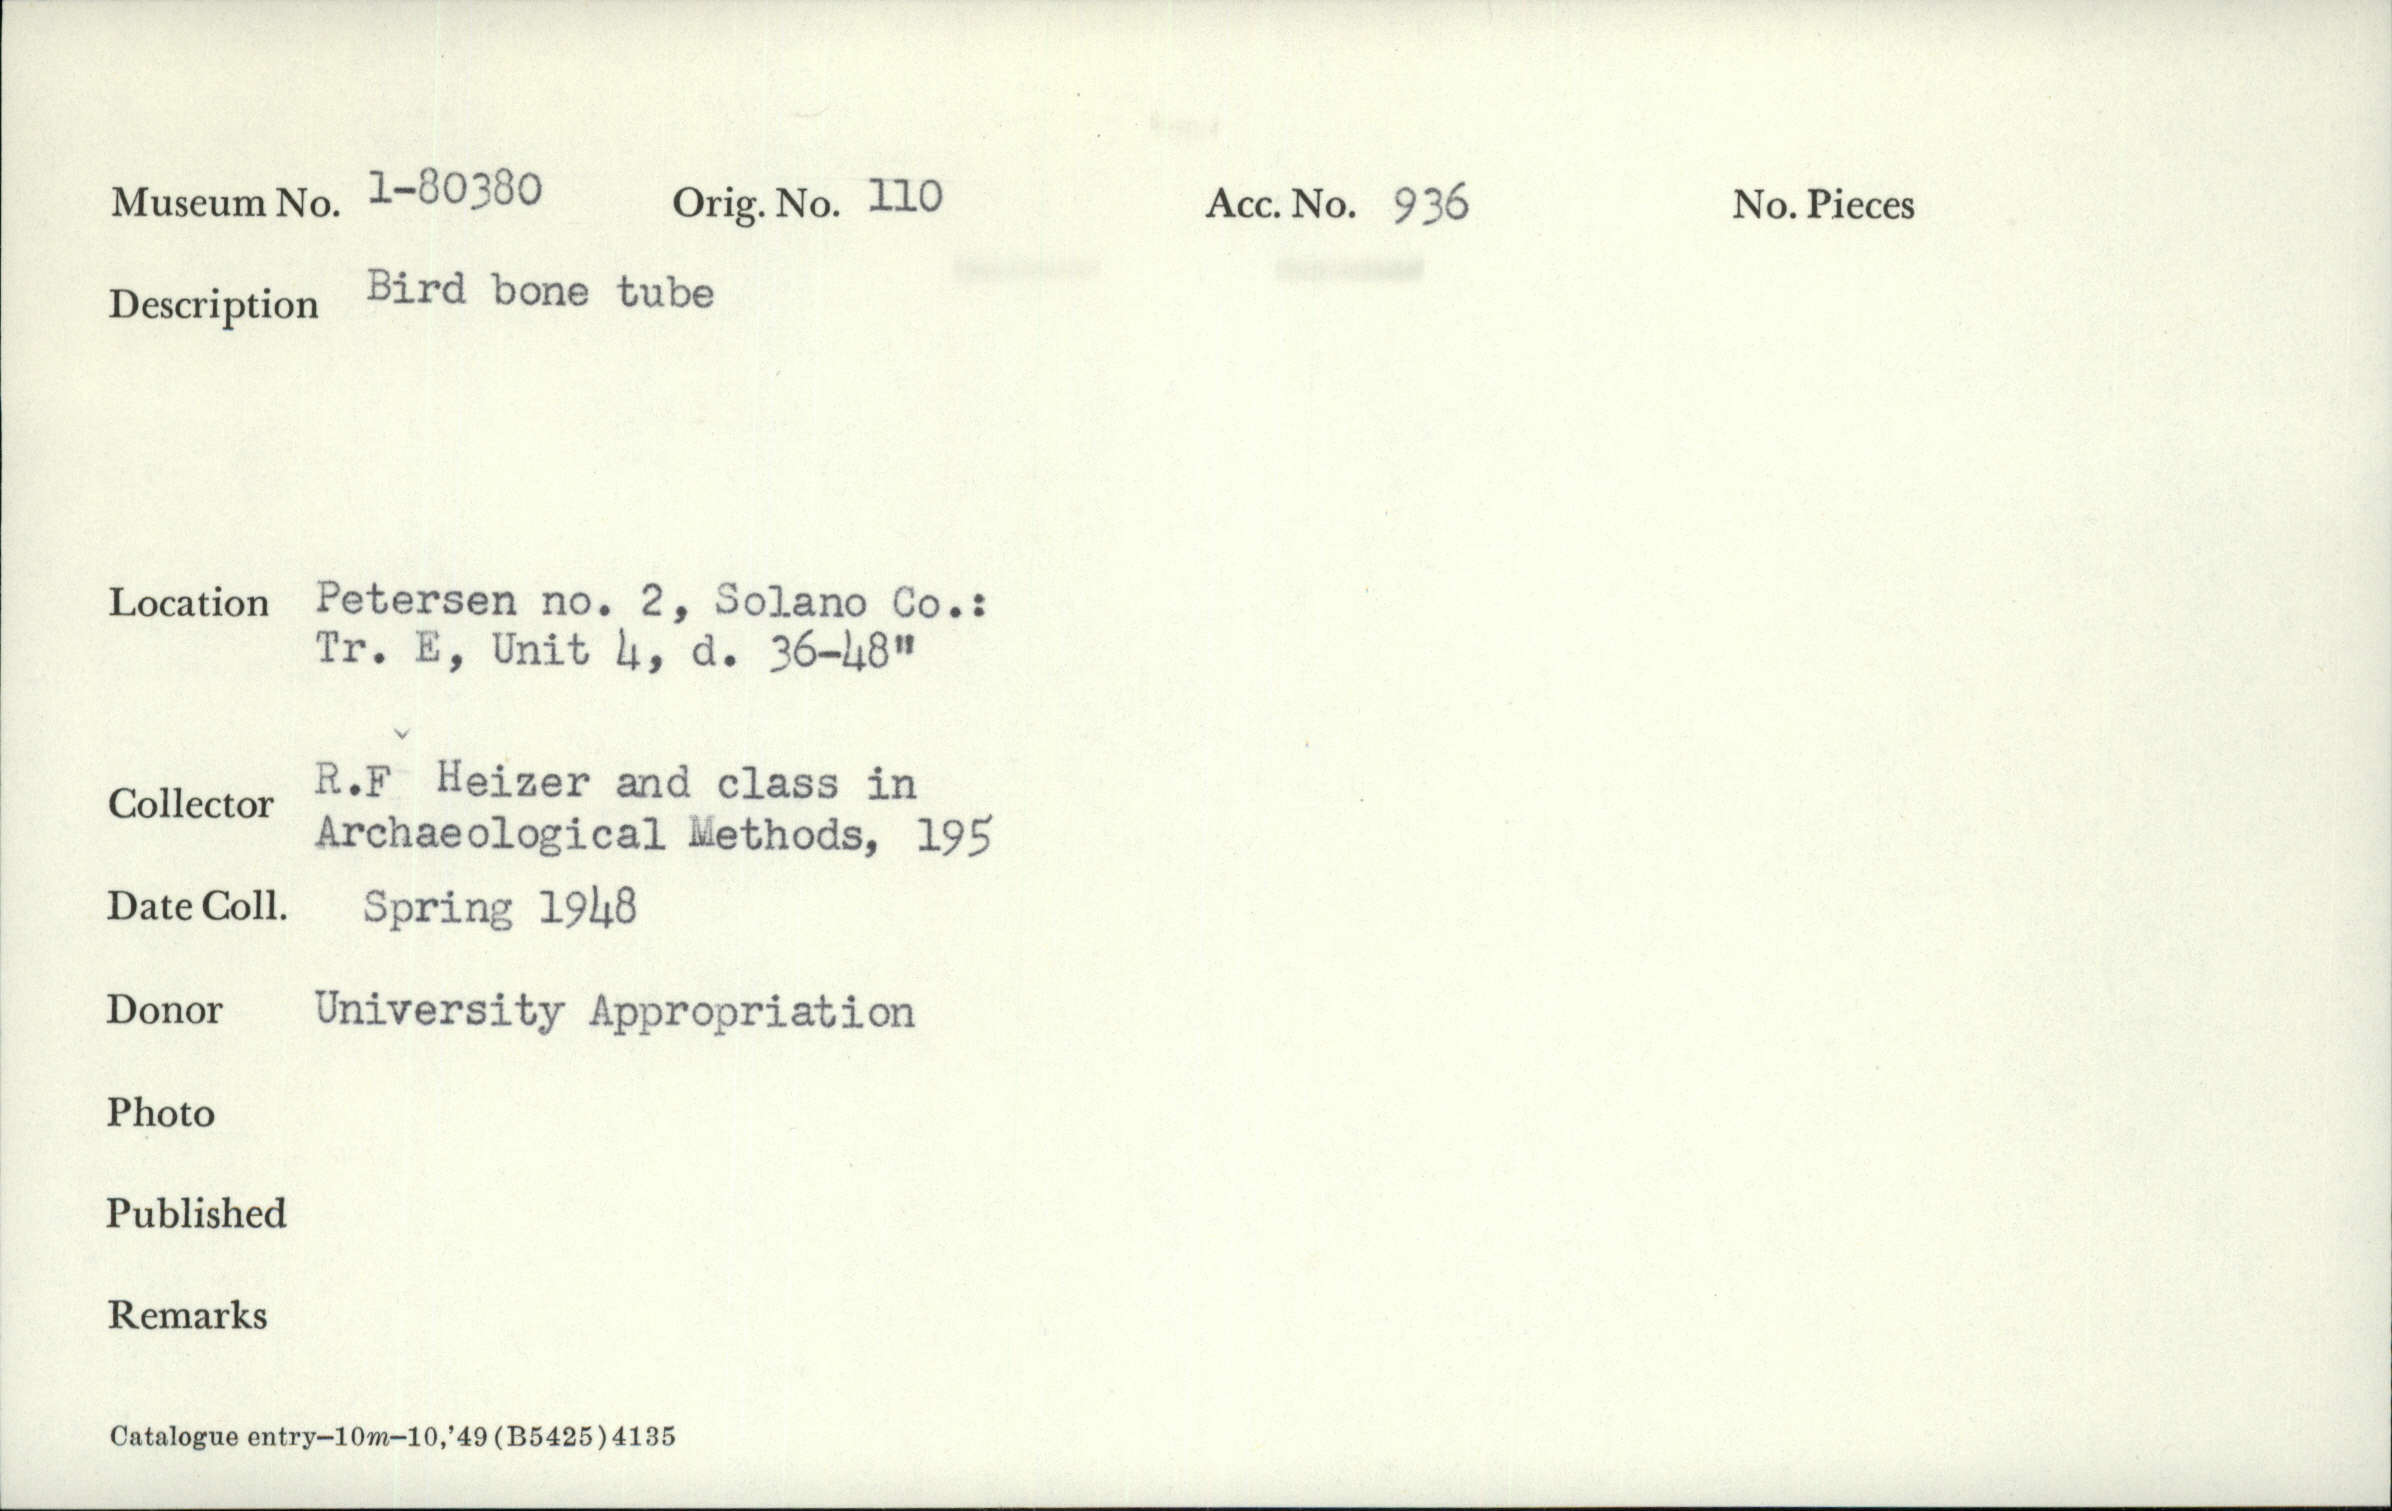 Museum No. 1-80380 Orig. No. 110 Acc. No. 936 No. Pieces
Description Bird bone tube
Location Petersen no. 2, Solano Co.:
Tr. E, Unit 4, d. 36-48"
Collector R.F Heizer and class in
Archaeological Methods, 195
Date Coll. Spring 1948
Donor University Appropriation
Photo
Published
Remarks
Catalogue entry—10m—10,'49(B5425)4135